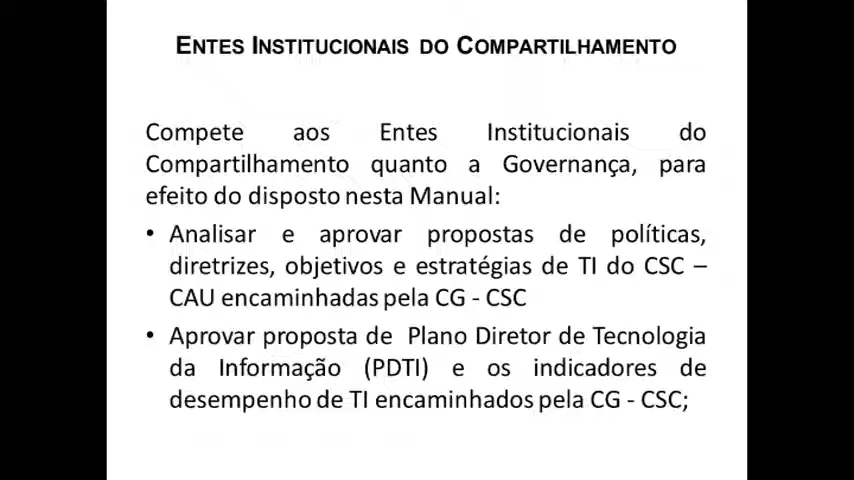 ENTES INSTITUCIONAIS DO COMPARTILHAMENTO
Compete aos Entes Institucionais do
Compartilhamento quanto a Governança, para
efeito do disposto nesta Manual:
• Analisar e aprovar propostas de políticas,
diretrizes, objetivos e estratégias de TI do CSC –
CAU encaminhadas pela CG - CSC
• Aprovar proposta de Plano Diretor de Tecnologia
da Informação (PDTI) e os indicadores de
desempenho de TI encaminhados pela CG - CSC;